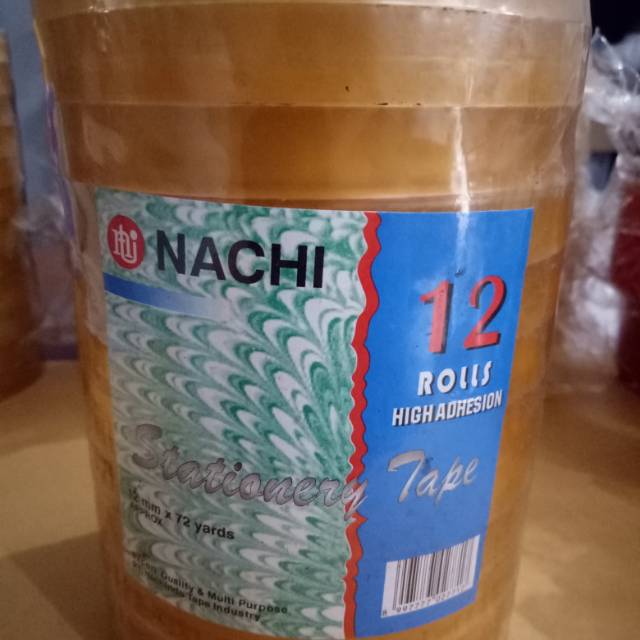 NACHI
12
ROLLS
HIGH ADHESION
Stationery Tape
mm x 72 yards
Quality & Multi Purpose
Tape Industry